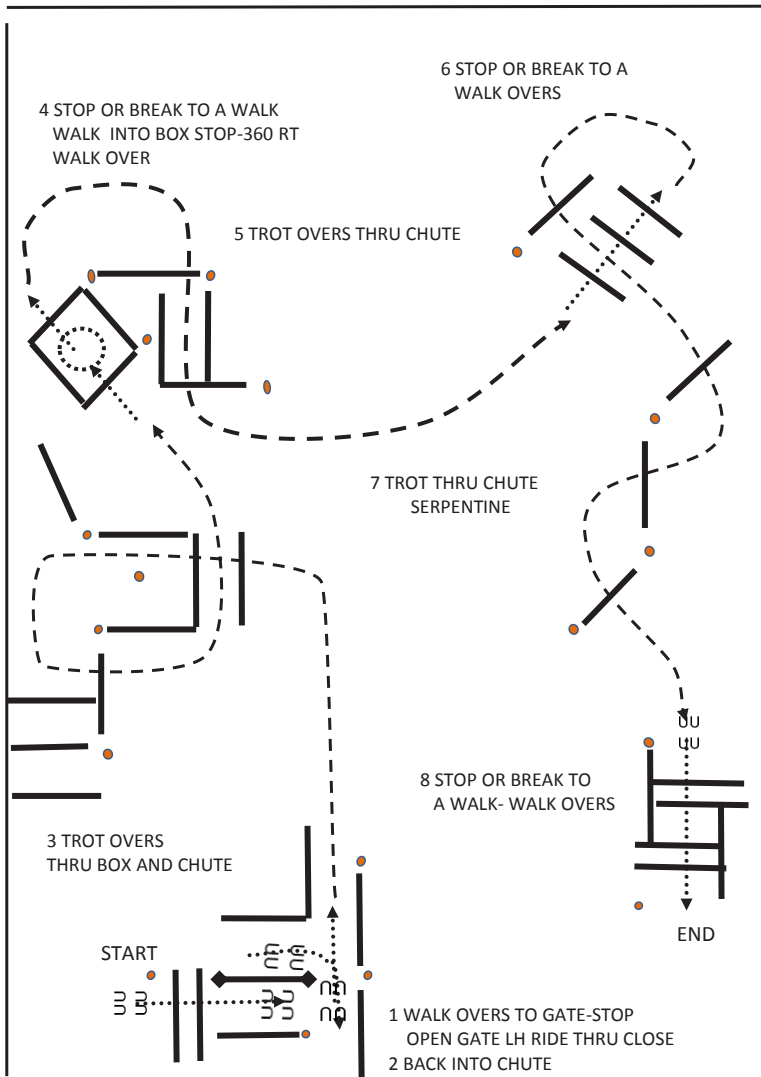 6 STOP OR BREAK TO A
WALK OVERS
4 STOP OR BREAK TO A WALK
WALK INTO BOX STOP-360 RT
WALK OVER
5 TROT OVERS THRU CHUTE
7 TROT THRU CHUTE
SERPENTINE
8 STOP OR BREAK TO
A WALK- WALK OVERS
3 TROT OVERS
THRU BOX AND CHUTE
START
END
1 WALK OVERS TO GATE-STOP
OPEN GATE LH RIDE THRU CLOSE
2 BACK INTO CHUTE